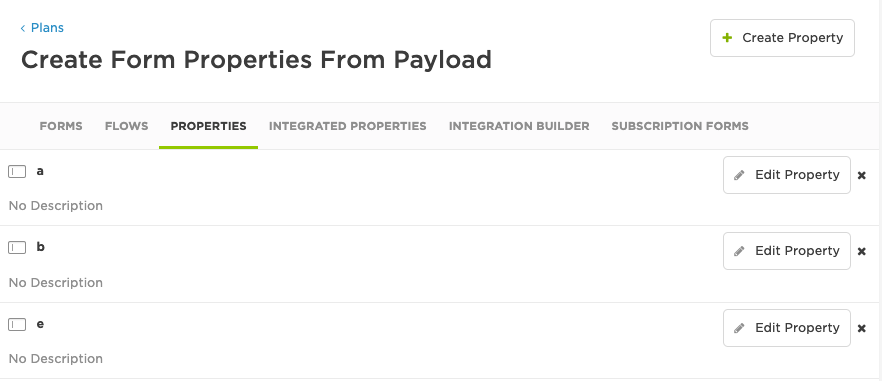 ‹ Plans
Create Form Properties From Payload
+ Create Property
FORMS FLOWS PROPERTIES INTEGRATED PROPERTIES INTEGRATION BUILDER SUBSCRIPTION FORMS
a
Edit Property ×
No Description
b
Edit Property ×
No Description
e
Edit Property ×
No Description